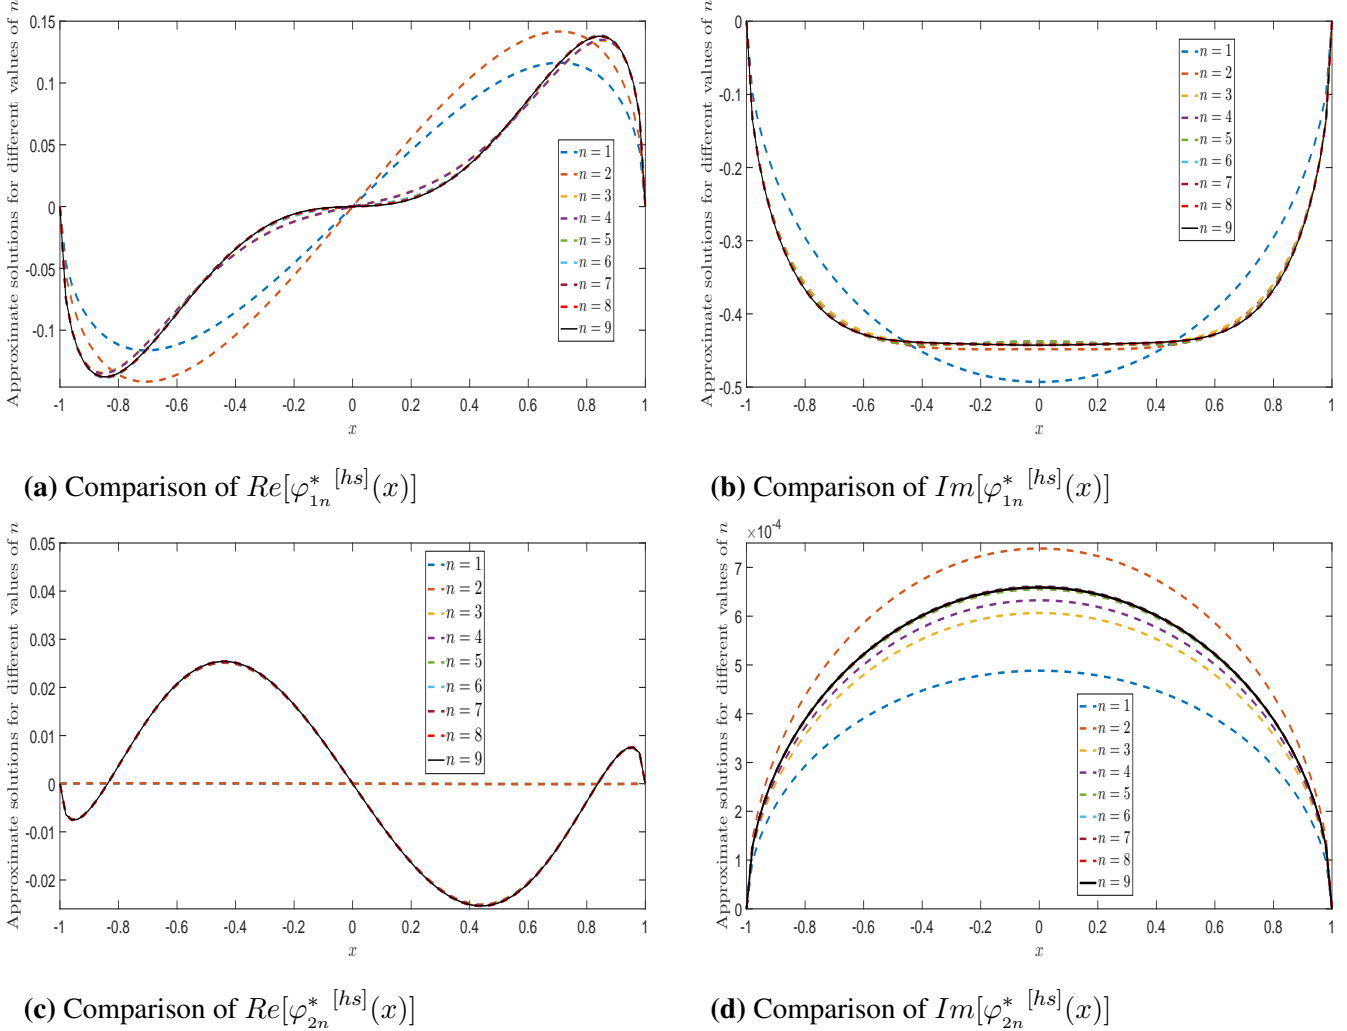 Approximate solutions for different values of n
0.15
0.1
0.05
0
-0.05
-0.1
-1 -0.8 -0.6 -0.4 -0.2 0 0.2 0.4 0.6 0.8 1
x
n = 1
n = 2
n = 3
n = 4
n = 5
n = 6
n = 7
n = 8
n = 9
(a) Comparison of Re[φ*₁ₙ^[hs](x)]
Approximate solutions for different values of n
0
-0.1
-0.2
-0.3
-0.4
-0.5
-1 -0.8 -0.6 -0.4 -0.2 0 0.2 0.4 0.6 0.8 1
x
n = 1
n = 2
n = 3
n = 4
n = 5
n = 6
n = 7
n = 8
n = 9
(b) Comparison of Im[φ*₁ₙ^[hs](x)]
Approximate solutions for different values of n
0.05
0.04
0.03
0.02
0.01
0
-0.01
-0.02
-1 -0.8 -0.6 -0.4 -0.2 0 0.2 0.4 0.6 0.8 1
x
n = 1
n = 2
n = 3
n = 4
n = 5
n = 6
n = 7
n = 8
n = 9
(c) Comparison of Re[φ*₂ₙ^[hs](x)]
Approximate solutions for different values of n
×10⁻⁴
7
6
5
4
3
2
1
0
-1 -0.8 -0.6 -0.4 -0.2 0 0.2 0.4 0.6 0.8 1
x
n = 1
n = 2
n = 3
n = 4
n = 5
n = 6
n = 7
n = 8
n = 9
(d) Comparison of Im[φ*₂ₙ^[hs](x)]